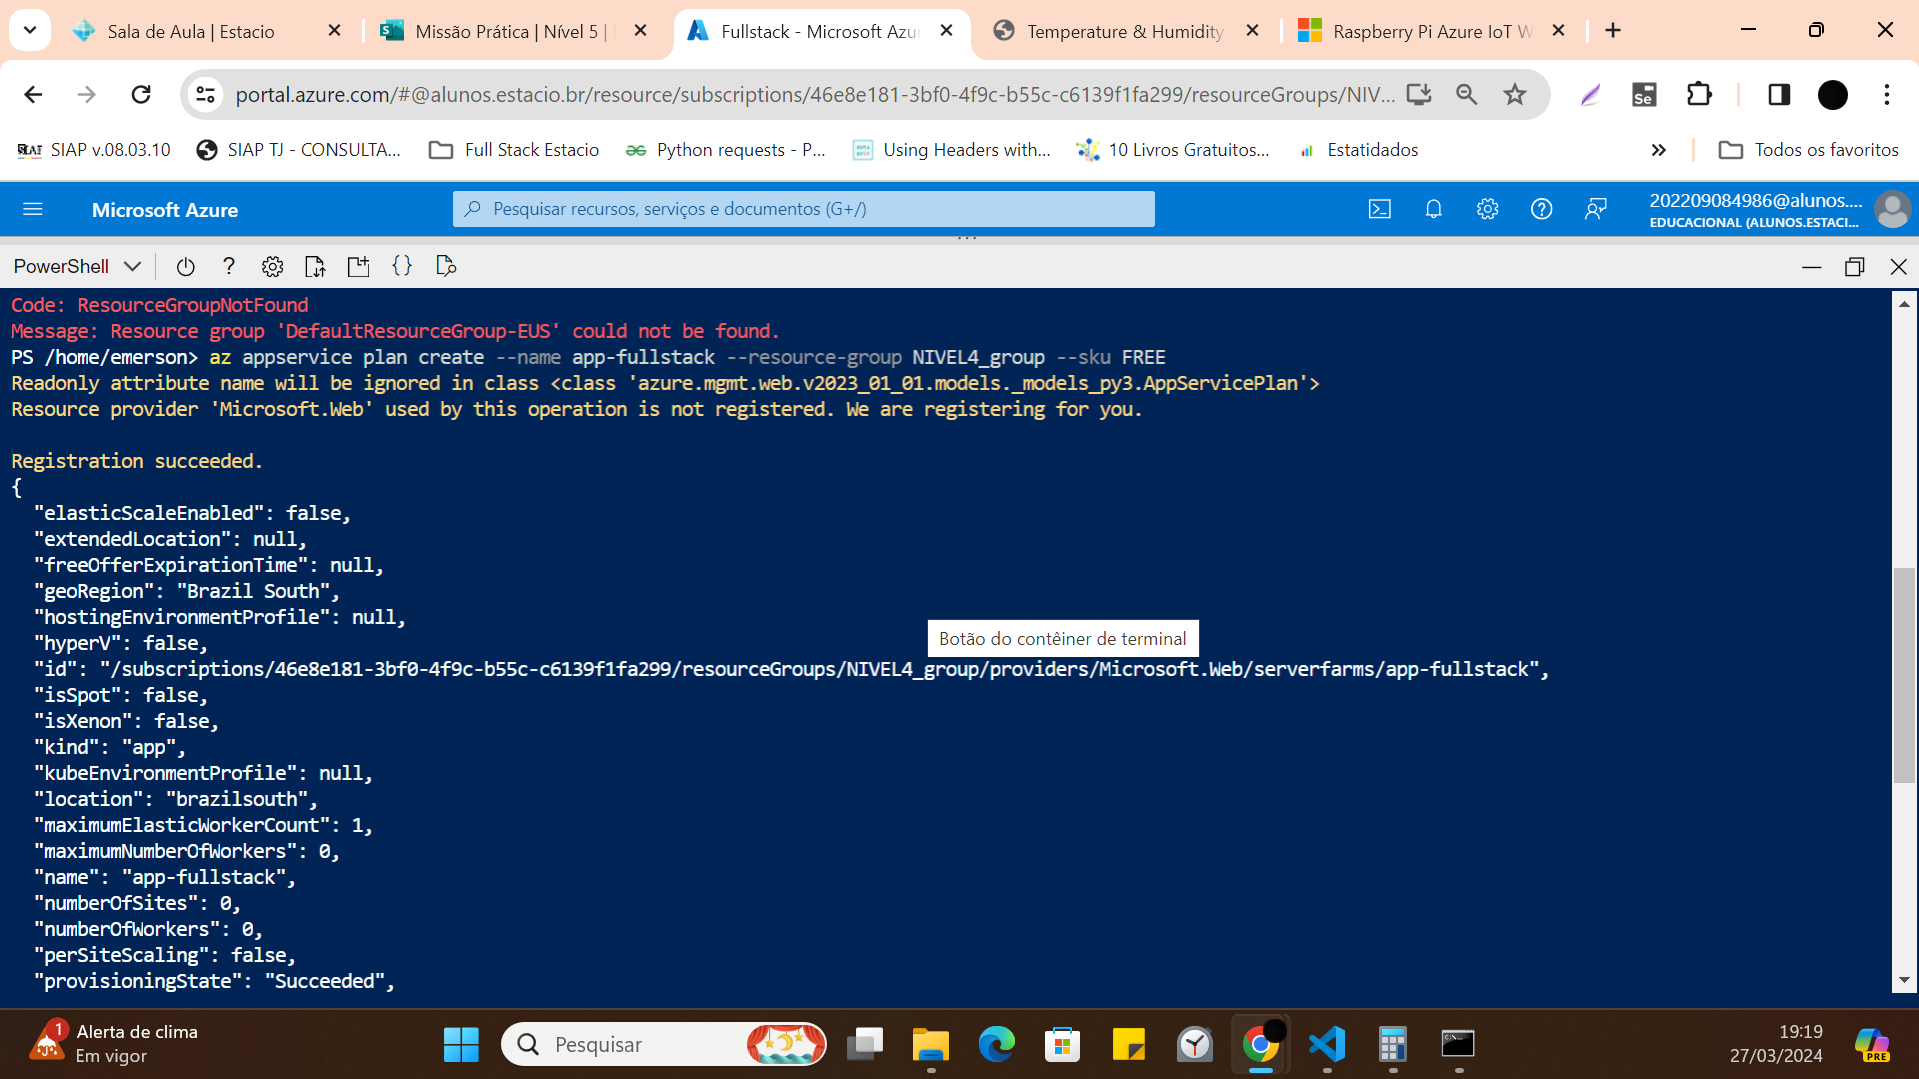 Sala de Aula | Estacio
Missão Prática | Nível 5 |
Fullstack - Microsoft Azu
Temperature & Humidity
Raspberry Pi Azure IoT W
portal.azure.com/#@alunos.estacio.br/resource/subscriptions/46e8e181-3bf0-4f9c-b55c-c6139f1fa299/resourceGroups/NIV...
Se
SIAP v.08.03.10
SIAP TJ - CONSULTA...
Full Stack Estacio
Python requests - P...
Using Headers with...
10 Livros Gratuitos...
Estatidados
Todos os favoritos
Microsoft Azure
Pesquisar recursos, serviços e documentos (G+/)
202209084986@alunos....
EDUCACIONAL (ALUNOS.ESTACI...
PowerShell
Code: ResourceGroupNotFound
Message: Resource group 'DefaultResourceGroup-EUS' could not be found.
PS /home/emerson> az appservice plan create --name app-fullstack --resource-group NIVEL4_group --sku FREE
Readonly attribute name will be ignored in class <class 'azure.mgmt.web.v2023_01_01.models._models_py3.AppServicePlan'>
Resource provider 'Microsoft.Web' used by this operation is not registered. We are registering for you.
Registration succeeded.
{
"elasticScaleEnabled": false,
"extendedLocation": null,
"freeOfferExpirationTime": null,
"geoRegion": "Brazil South",
"hostingEnvironmentProfile": null,
"hyperV": false,
Botão do contêiner de terminal
"id": "/subscriptions/46e8e181-3bf0-4f9c-b55c-c6139f1fa299/resourceGroups/NIVEL4_group/providers/Microsoft.Web/serverfarms/app-fullstack",
"isSpot": false,
"isXenon": false,
"kind": "app",
"kubeEnvironmentProfile": null,
"location": "brazilsouth",
"maximumElasticWorkerCount": 1,
"maximumNumberOfWorkers": 0,
"name": "app-fullstack",
"numberOfSites": 0,
"numberOfWorkers": 0,
"perSiteScaling": false,
"provisioningState": "Succeeded",
1
Alerta de clima
Em vigor
Pesquisar
19:19
27/03/2024
PRE